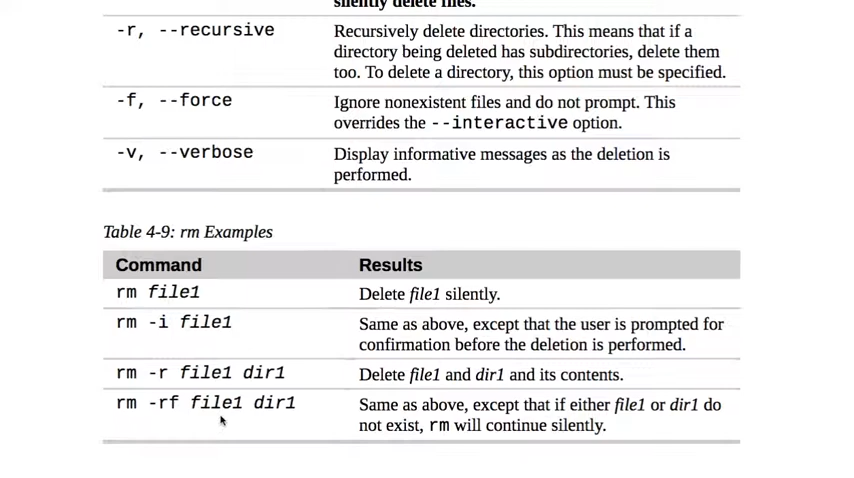 silently delete files.
-r, --recursive
Recursively delete directories. This means that if a
directory being deleted has subdirectories, delete them
too. To delete a directory, this option must be specified.
-f, --force
Ignore nonexistent files and do not prompt. This
overrides the --interactive option.
-v, --verbose
Display informative messages as the deletion is
performed.
Table 4-9: rm Examples
Command Results
rm file1
Delete file1 silently.
rm -i file1
Same as above, except that the user is prompted for
confirmation before the deletion is performed.
rm -r file1 dir1
Delete file1 and dir1 and its contents.
rm -rf file1 dir1
Same as above, except that if either file1 or dir1 do
not exist, rm will continue silently.